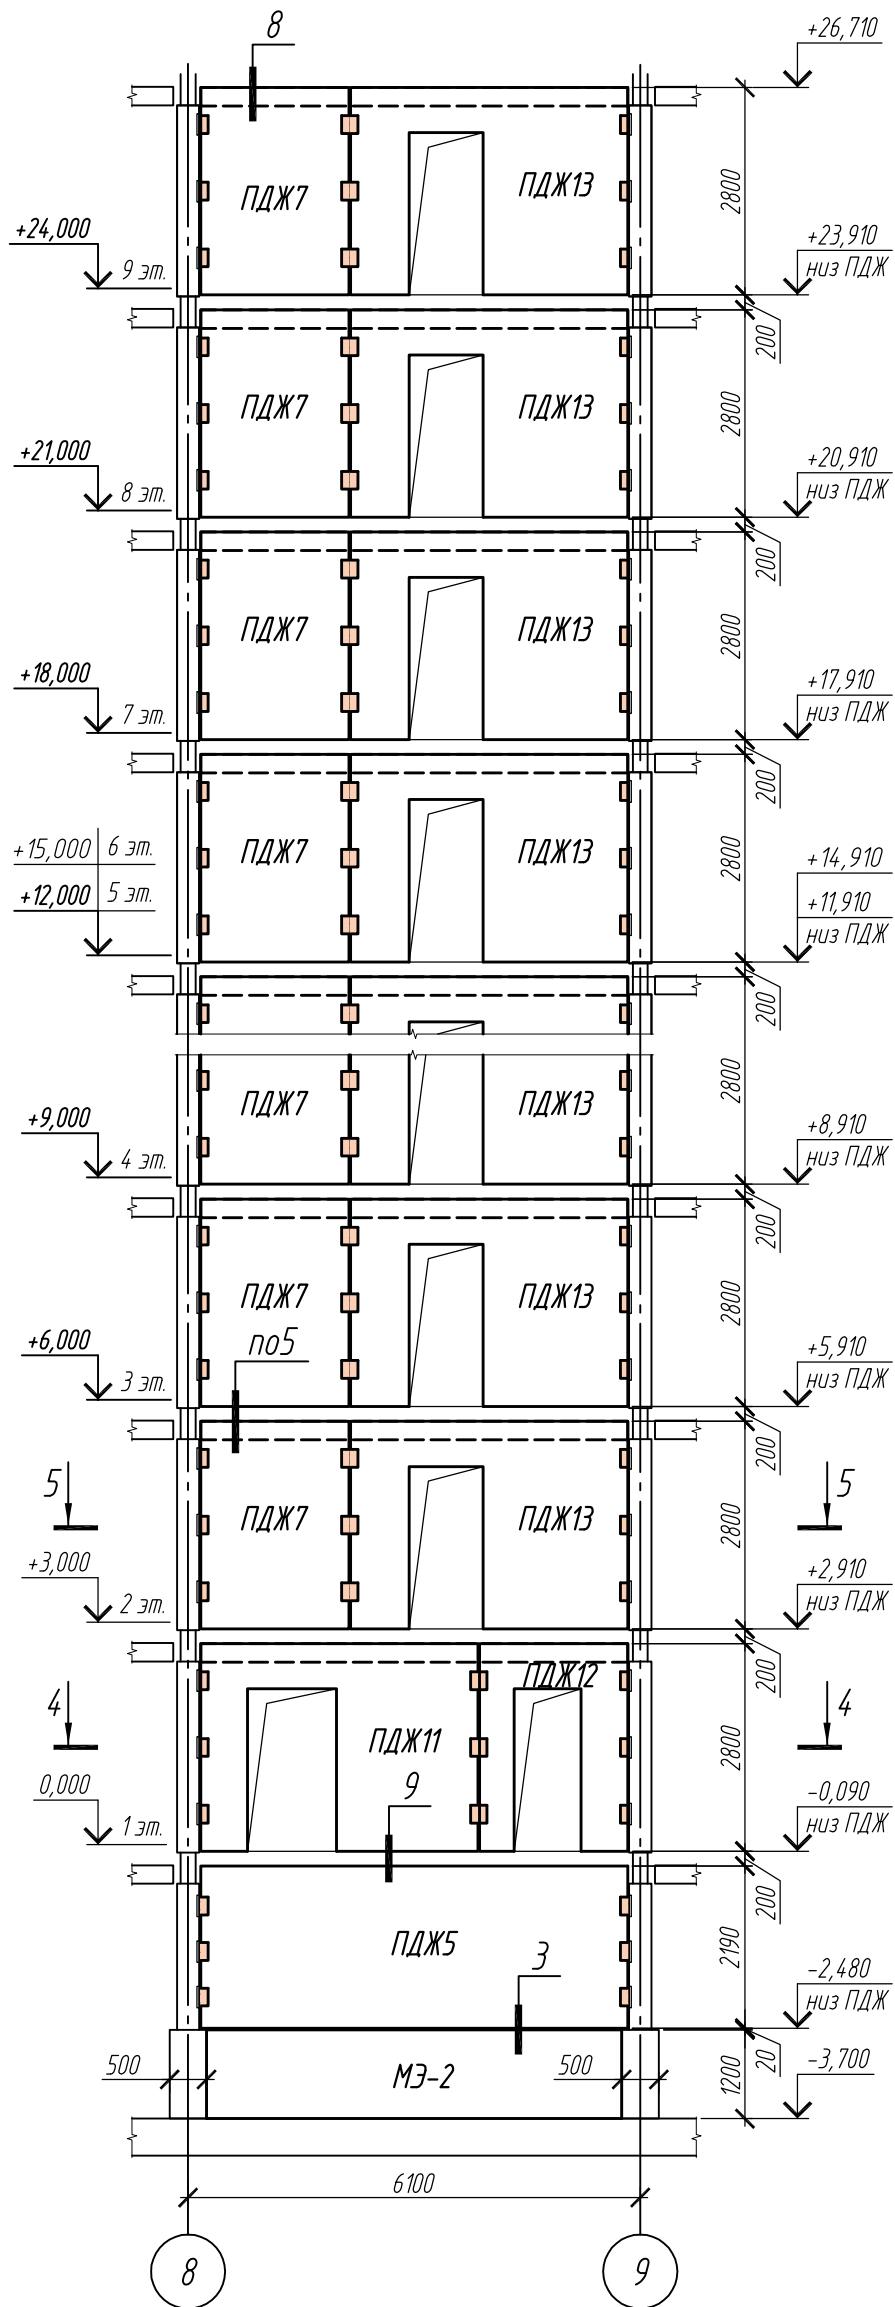 8
+26,710
ПДЖ7
ПДЖ13
2800
+24,000
9 эт.
+23,910
низ ПДЖ
200
ПДЖ7
ПДЖ13
2800
+21,000
8 эт.
+20,910
низ ПДЖ
200
ПДЖ7
ПДЖ13
2800
+18,000
7 эт.
+17,910
низ ПДЖ
200
ПДЖ7
ПДЖ13
2800
+15,000 6 эт.
+12,000 5 эт.
+14,910
+11,910
низ ПДЖ
200
ПДЖ7
ПДЖ13
2800
+9,000
4 эт.
+8,910
низ ПДЖ
200
ПДЖ7
ПДЖ13
2800
+6,000
3 эт.
по5
+5,910
низ ПДЖ
200
5
5
ПДЖ7
ПДЖ13
2800
+3,000
2 эт.
+2,910
низ ПДЖ
200
ПДЖ12
4
4
ПДЖ11
2800
0,000
1 эт.
9
-0,090
низ ПДЖ
200
ПДЖ5
3
2190
-2,480
низ ПДЖ
20
500
МЭ-2
500
1200
-3,700
6100
8
9